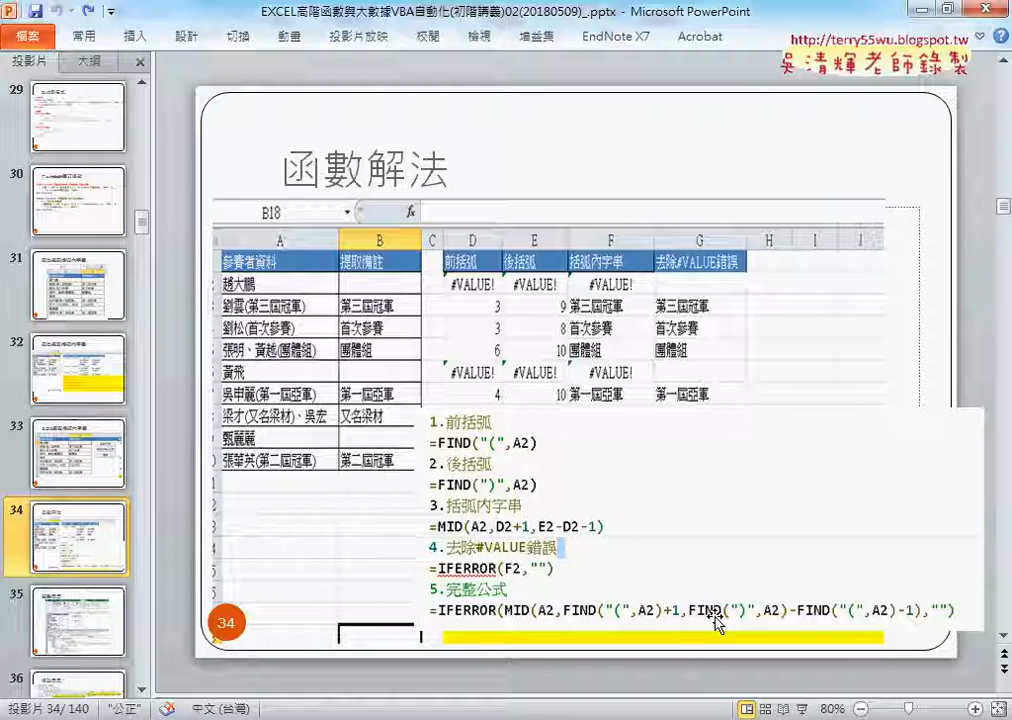 EXCEL高階函數與大數據VBA自動化(初階講義)02(20180509)_.pptx - Microsoft PowerPoint
檔案 常用 插入 設計 切換 動畫 投影片放映 校閱 檢視 增益集 EndNote X7 Acrobat
http://terry55wu.blogspot.tw
吳清輝老師錄製
投影片 大綱
29
30
31
32
33
34
35
36
函數解法
B18 fx
A B C D E F G H I J
參賽者資料 提取備註 前括弧 後括弧 括弧內字串 去除#VALUE錯誤
趙大鵬 #VALUE! #VALUE! #VALUE!
劉雲(第三屆冠軍) 第三屆冠軍 3 9 第三屆冠軍 第三屆冠軍
劉松(首次參賽) 首次參賽 3 8 首次參賽 首次參賽
張明、黃越(團體組) 團體組 6 10 團體組 團體組
黃飛 #VALUE! #VALUE! #VALUE!
吳申麗(第一屆亞軍) 第一屆亞軍 4 10 第一屆亞軍 第一屆亞軍
梁才(又名梁材)、吳宏 又名梁材
甄麗麗
張華英(第二屆冠軍) 第二屆冠軍
1.前括弧
=FIND("(",A2)
2.後括弧
=FIND(")",A2)
3.括弧內字串
=MID(A2,D2+1,E2-D2-1)
4.去除#VALUE錯誤
=IFERROR(F2,"")
5.完整公式
=IFERROR(MID(A2,FIND("(",A2)+1,FIND(")",A2)-FIND("(",A2)-1),"")
34
投影片 34/ 140 "公正" 中文 (台灣) 80%